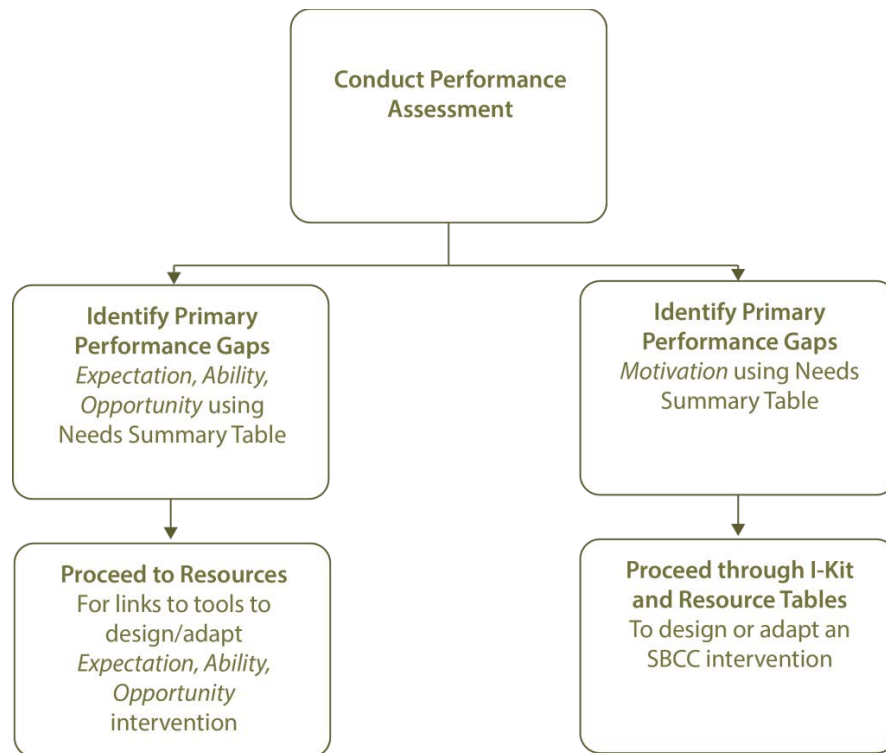 Conduct Performance
Assessment
Identify Primary
Performance Gaps
Expectation, Ability,
Opportunity using
Needs Summary Table
Identify Primary
Performance Gaps
Motivation using Needs
Summary Table
Proceed to Resources
For links to tools to
design/adapt
Expectation, Ability,
Opportunity
intervention
Proceed through I-Kit
and Resource Tables
To design or adapt an
SBCC intervention